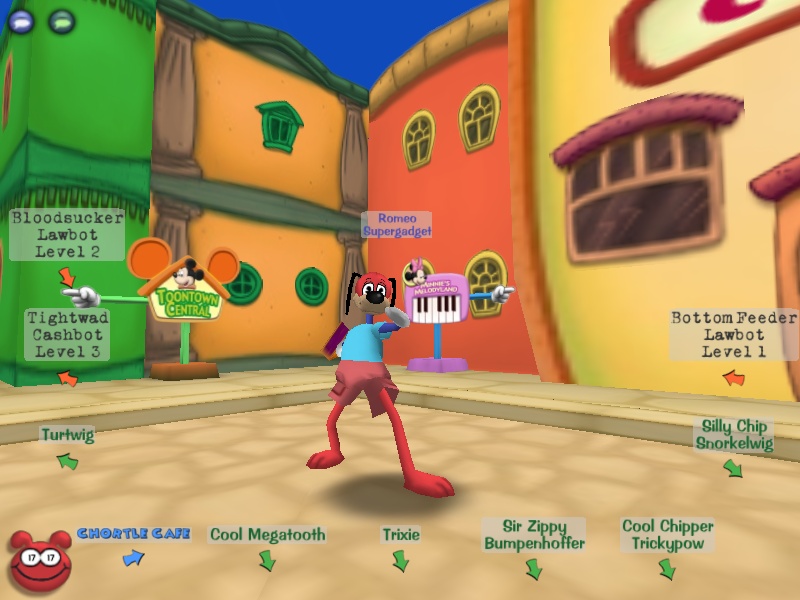 Bloodsucker
Lawbot
Level 2
Romeo
Supergadget
TOONTOWN
CENTRAL
MINNIE'S
MELODYLAND
Tightwad
Cashbot
Level 3
Bottom Feeder
Lawbot
Level 1
Turtwig
Silly Chip
Snorkelwig
CHORTLE CAFE
Cool Megatooth
Trixie
Sir Zippy
Bumpenhoffer
Cool Chipper
Trickypow
17 17